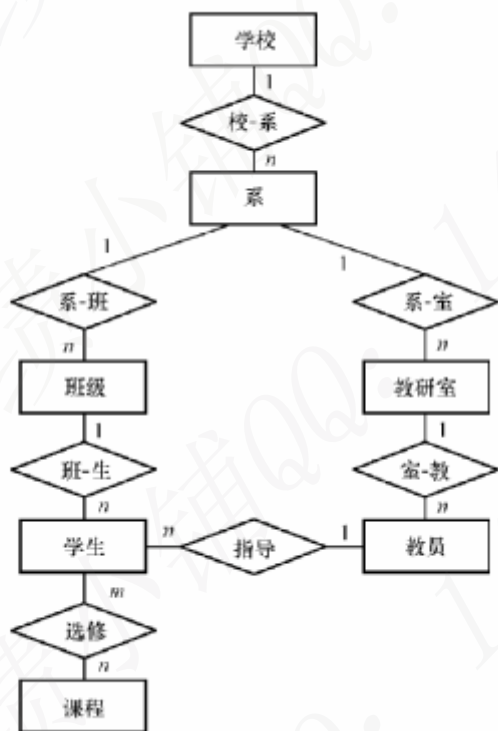 学校
1
校-系
n
系
1 1
系-班 系-室
n n
班级 教研室
1 1
班-生 室-教
n n
学生 n 指导 1 教员
m
选修
n
课程